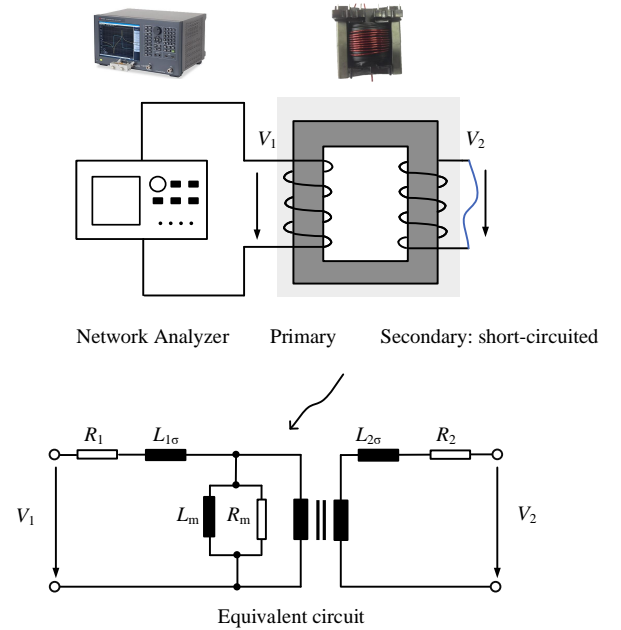 V1 V2
Network Analyzer Primary Secondary: short-circuited
R1 L1σ L2σ R2
V1 Lm Rm V2
Equivalent circuit